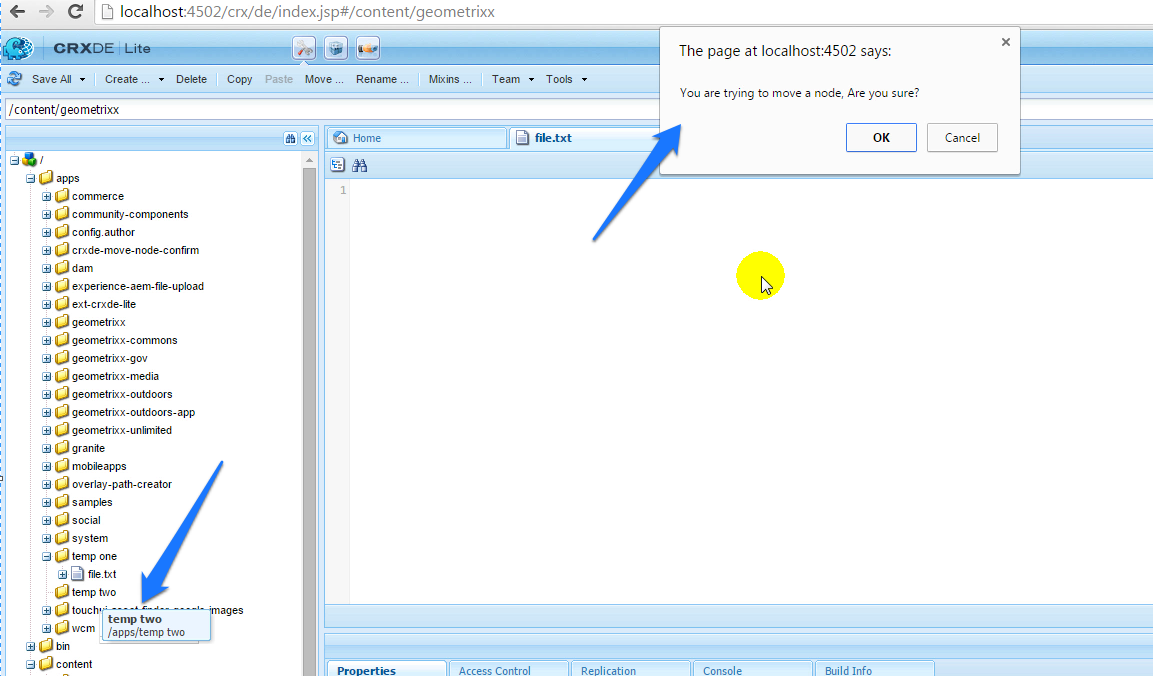 localhost:4502/crx/de/index.jsp#/content/geometrixx
CRXDE | Lite
Save All Create ... Delete Copy Paste Move ... Rename ... Mixins ... Team Tools
/content/geometrixx
The page at localhost:4502 says:
You are trying to move a node, Are you sure?
OK Cancel
Home file.txt
1
/
apps
commerce
community-components
config.author
crxde-move-node-confirm
dam
experience-aem-file-upload
ext-crxde-lite
geometrixx
geometrixx-commons
geometrixx-gov
geometrixx-media
geometrixx-outdoors
geometrixx-outdoors-app
geometrixx-unlimited
granite
mobileapps
overlay-path-creator
samples
social
system
temp one
file.txt
temp two
touchui-asset-finder-google-images
temp two
/apps/temp two
wcm
bin
content
Properties Access Control Replication Console Build Info